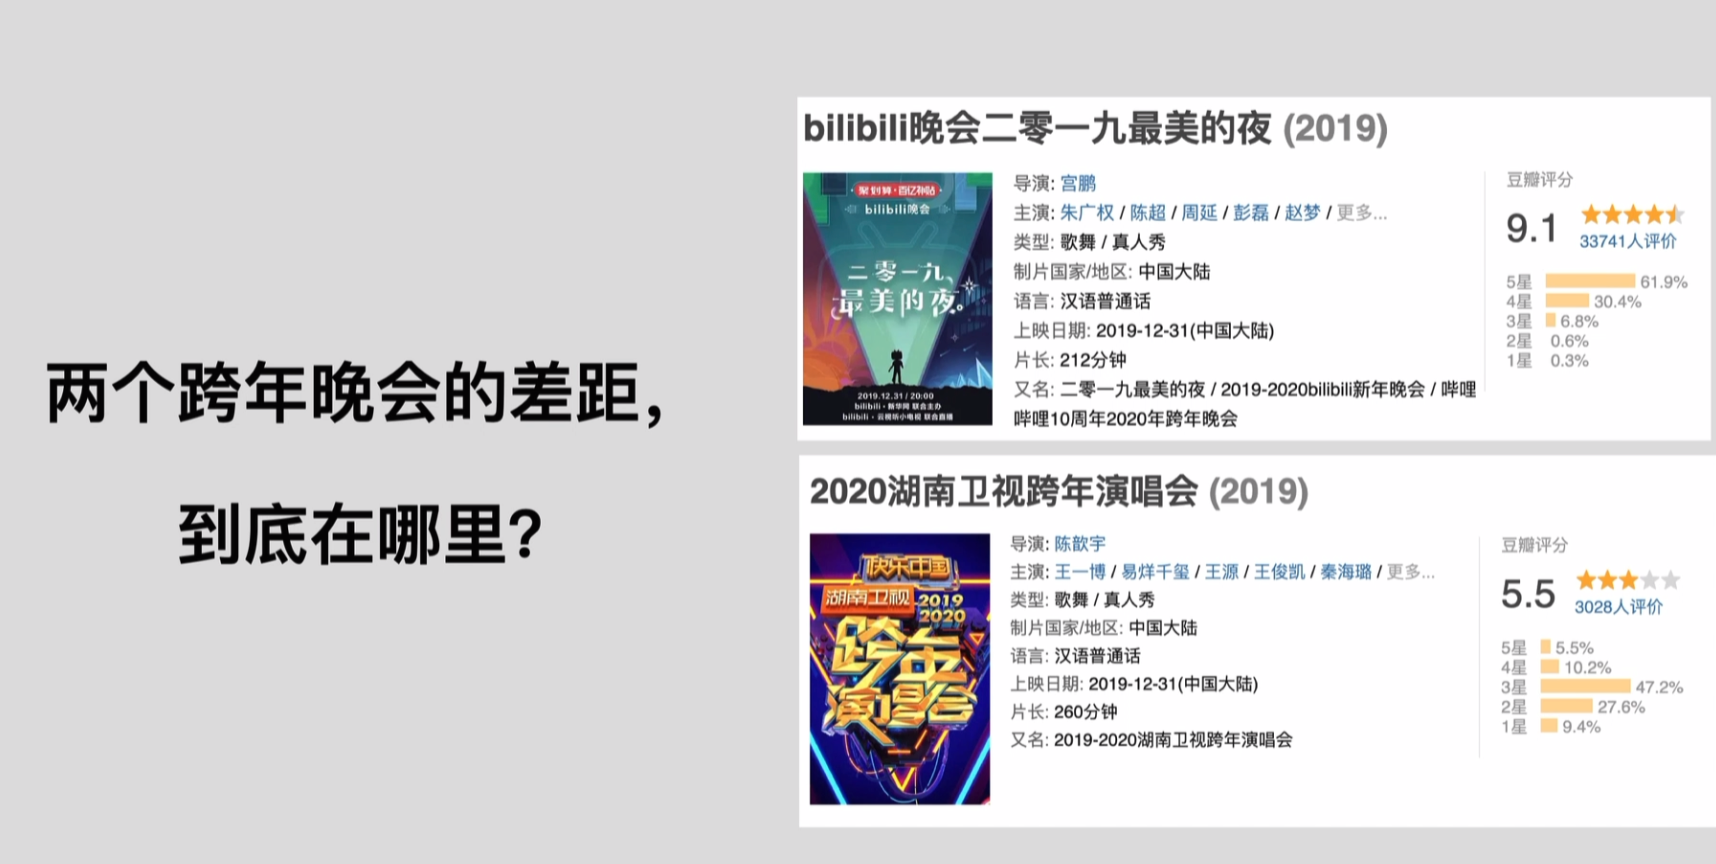 两个跨年晚会的差距，
到底在哪里？
bilibili晚会二零一九最美的夜 (2019)
聚划算·百亿补贴
bilibili晚会
二零一九、
最美的夜。
2019.12.31 / 20:00
bilibili · 新华网 联合主办
bilibili · 云视听小电视 联合直播
导演: 宫鹏
主演: 朱广权 / 陈超 / 周延 / 彭磊 / 赵梦 / 更多...
类型: 歌舞 / 真人秀
制片国家/地区: 中国大陆
语言: 汉语普通话
上映日期: 2019-12-31(中国大陆)
片长: 212分钟
又名: 二零一九最美的夜 / 2019-2020bilibili新年晚会 / 哔哩
哔哩10周年2020年跨年晚会
豆瓣评分
9.1
33741人评价
5星 61.9%
4星 30.4%
3星 6.8%
2星 0.6%
1星 0.3%
2020湖南卫视跨年演唱会 (2019)
快乐中国
湖南卫视 2019
2020
跨年
演唱会
导演: 陈歆宇
主演: 王一博 / 易烊千玺 / 王源 / 王俊凯 / 秦海璐 / 更多...
类型: 歌舞 / 真人秀
制片国家/地区: 中国大陆
语言: 汉语普通话
上映日期: 2019-12-31(中国大陆)
片长: 260分钟
又名: 2019-2020湖南卫视跨年演唱会
豆瓣评分
5.5
3028人评价
5星 5.5%
4星 10.2%
3星 47.2%
2星 27.6%
1星 9.4%